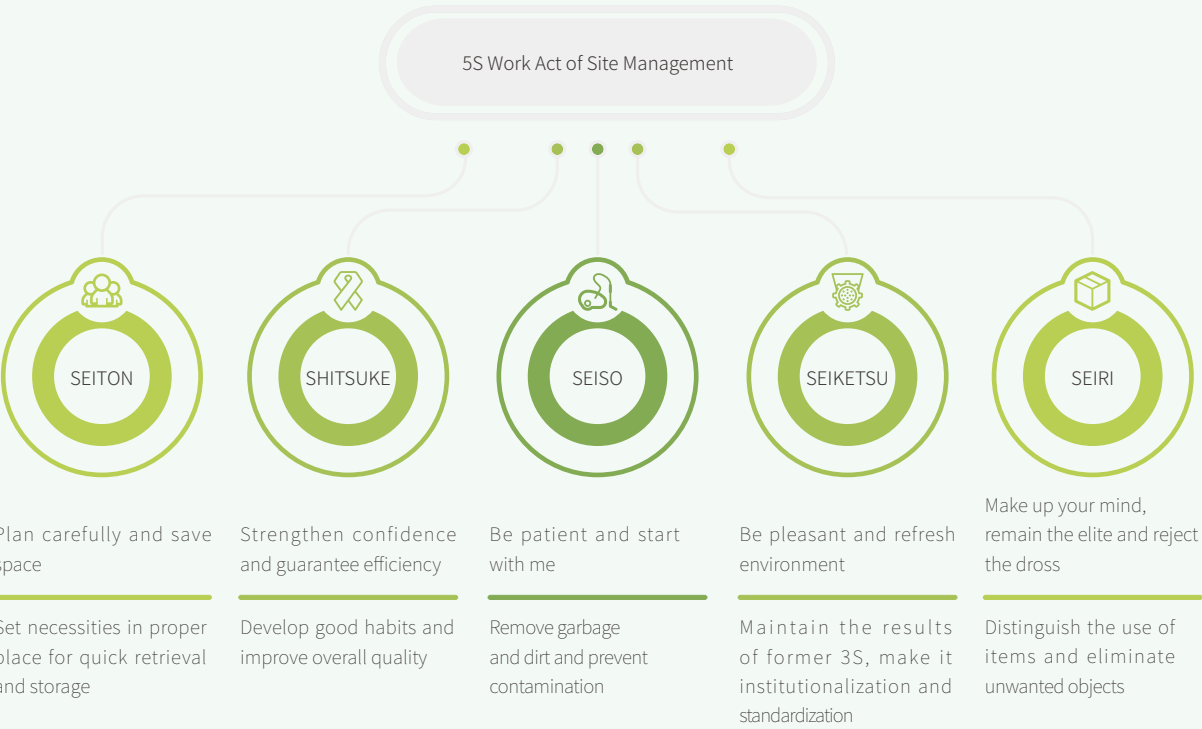 5S Work Act of Site Management
SEITON
SHITSUKE
SEISO
SEIKETSU
SEIRI
Plan carefully and save
space
Set necessities in proper
place for quick retrieval
and storage
Strengthen confidence
and guarantee efficiency
Develop good habits and
improve overall quality
Be patient and start
with me
Remove garbage
and dirt and prevent
contamination
Be pleasant and refresh
environment
Maintain the results
of former 3S, make it
institutionalization and
standardization
Make up your mind,
remain the elite and reject
the dross
Distinguish the use of
items and eliminate
unwanted objects